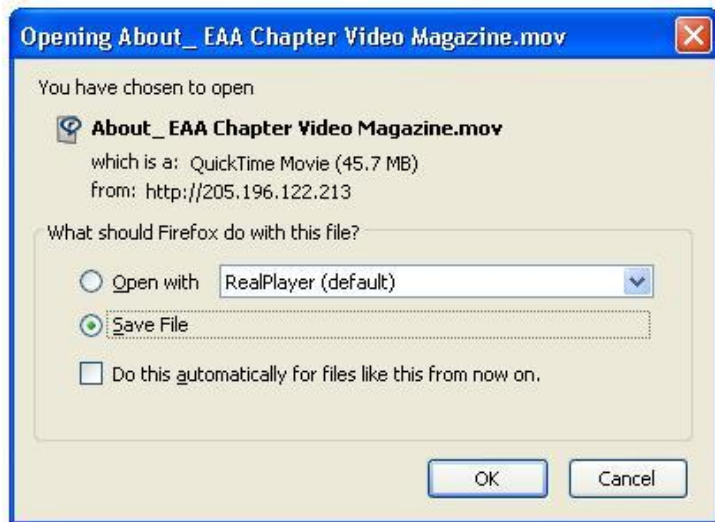 Opening About_ EAA Chapter Video Magazine.mov
You have chosen to open
About_ EAA Chapter Video Magazine.mov
which is a: QuickTime Movie (45.7 MB)
from: http://205.196.122.213
What should Firefox do with this file?
Open with RealPlayer (default)
Save File
Do this automatically for files like this from now on.
OK Cancel